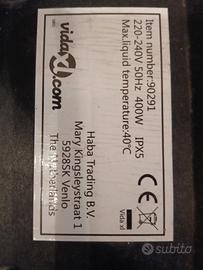 Item number:90291
220-240V 50Hz 400W IPX5
Max.liquid temperature:40℃
vidaXL.com
Haba Trading B.V.
Mary Kingsleystraat 1
5928SK Venlo
The Netherlands
CE
Vida xl
subito